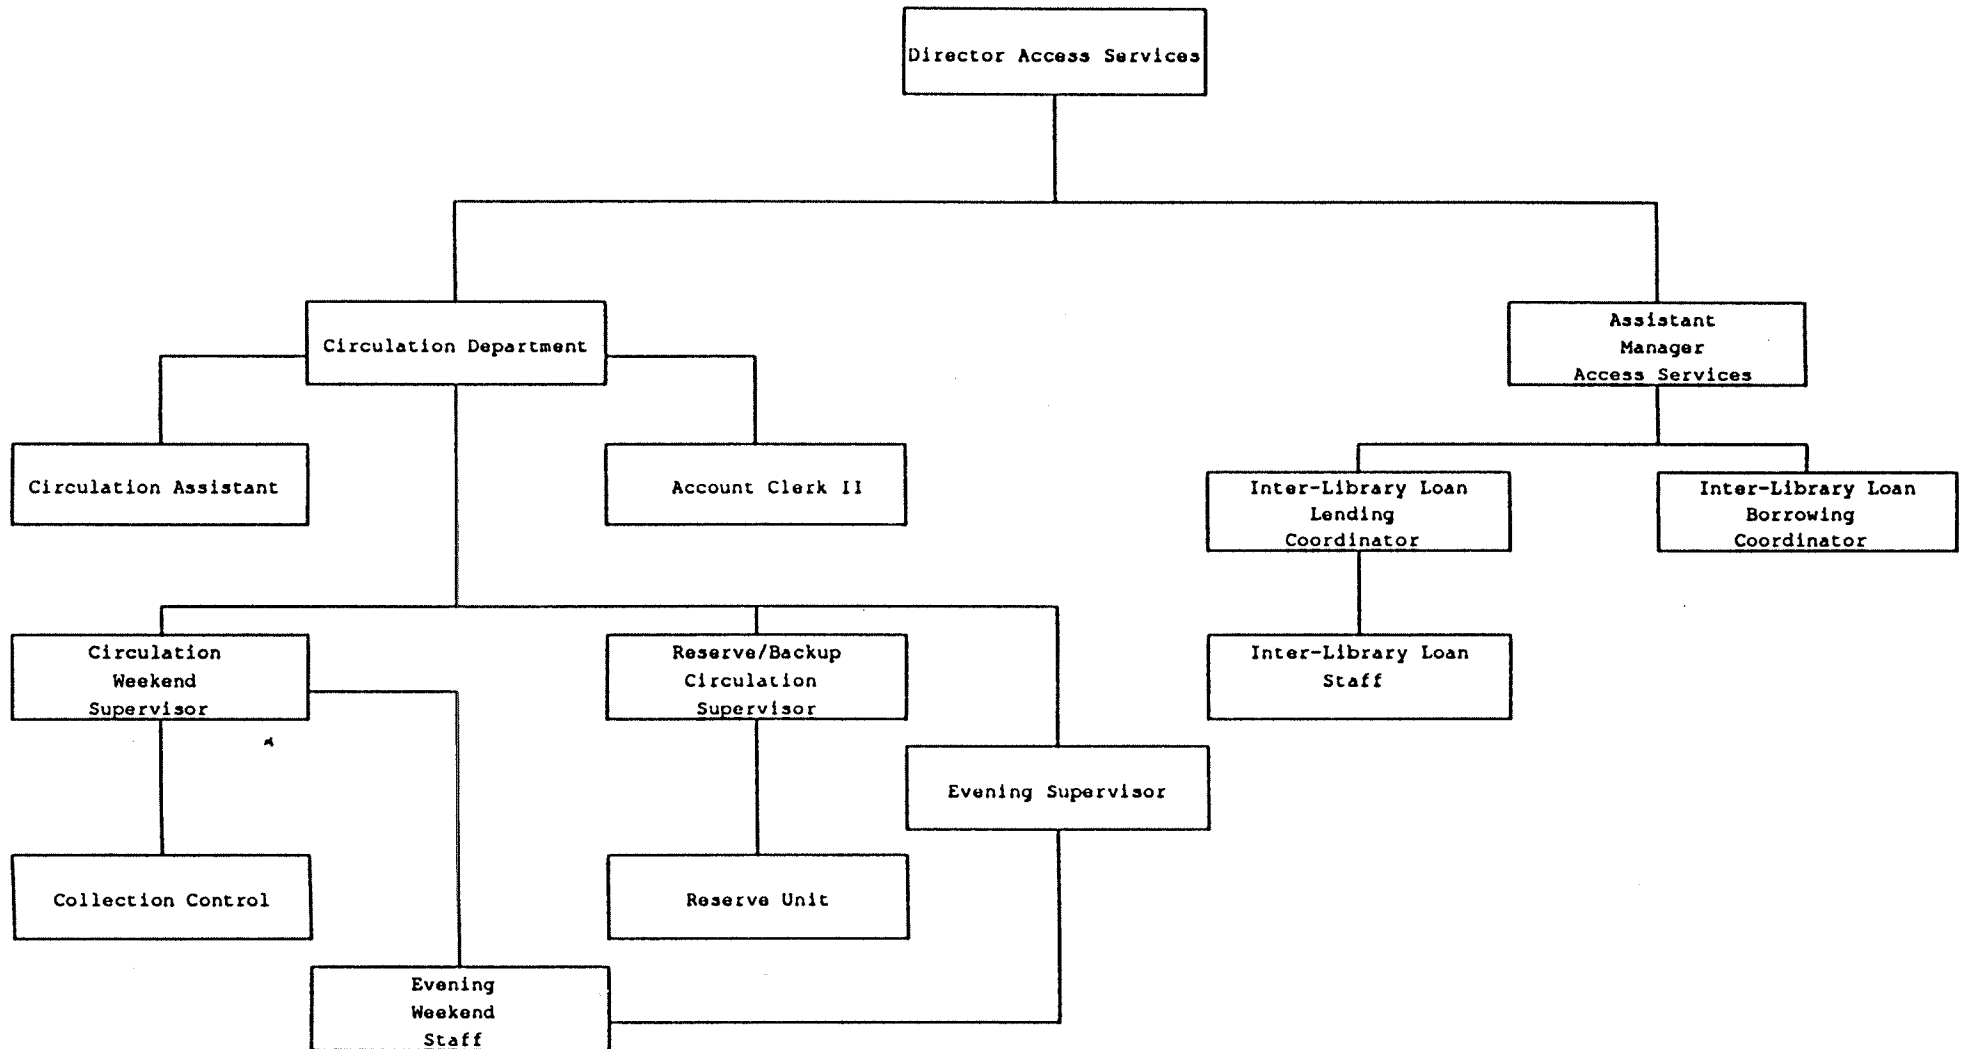 Director Access Services
Circulation Department
Assistant
Manager
Access Services
Circulation Assistant
Account Clerk II
Inter-Library Loan
Lending
Coordinator
Inter-Library Loan
Borrowing
Coordinator
Circulation
Weekend
Supervisor
Reserve/Backup
Circulation
Supervisor
Inter-Library Loan
Staff
Evening Supervisor
Collection Control
Reserve Unit
Evening
Weekend
Staff